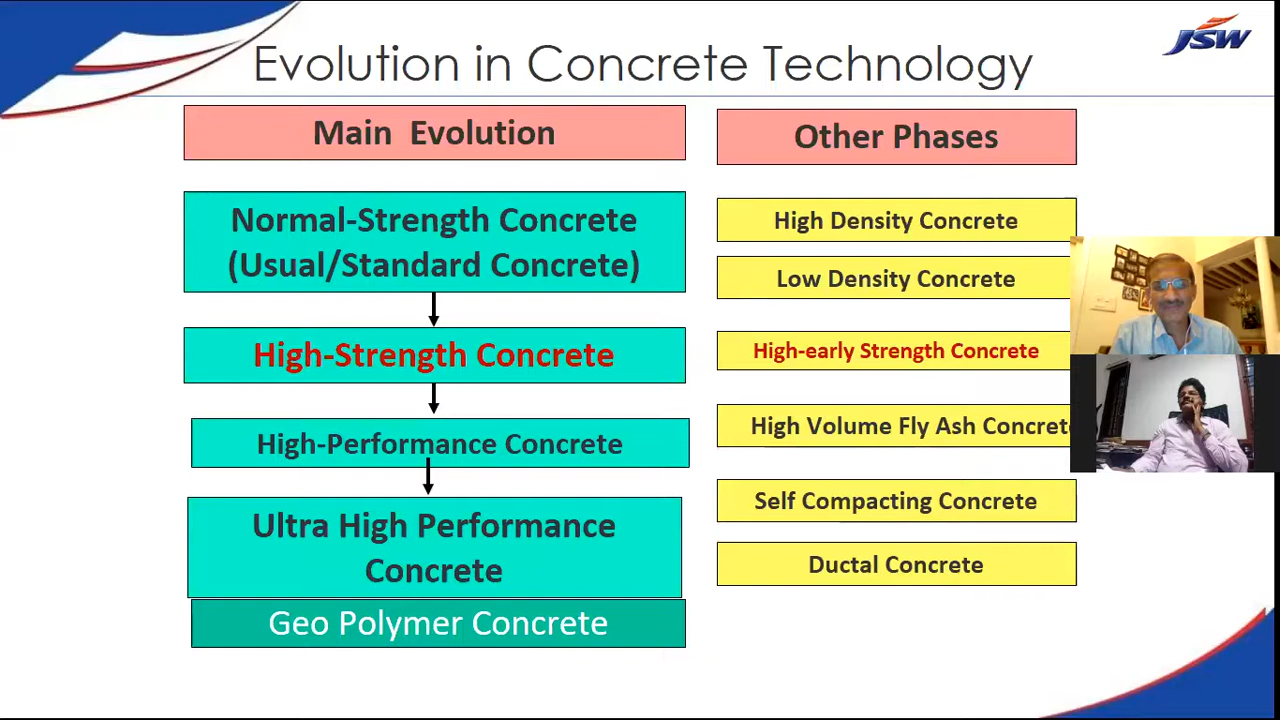 Evolution in Concrete Technology
JSW
Main Evolution
Normal-Strength Concrete
(Usual/Standard Concrete)
High-Strength Concrete
High-Performance Concrete
Ultra High Performance
Concrete
Geo Polymer Concrete
Other Phases
High Density Concrete
Low Density Concrete
High-early Strength Concrete
High Volume Fly Ash Concret
Self Compacting Concrete
Ductal Concrete